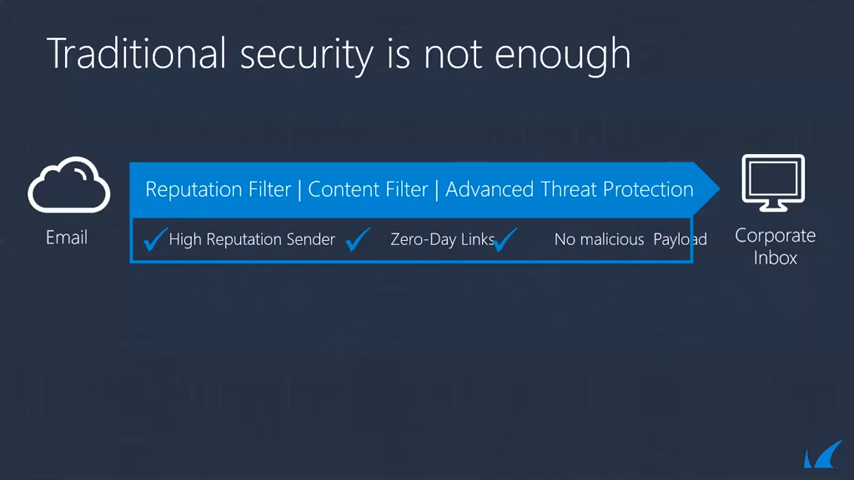 Traditional security is not enough
Reputation Filter | Content Filter | Advanced Threat Protection
High Reputation Sender Zero-Day Links No malicious Payload
Email
Corporate
Inbox